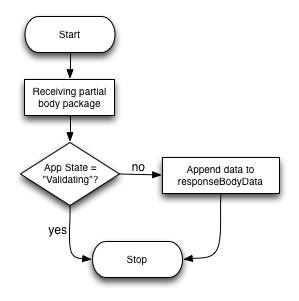 Start
Receiving partial
body package
App State =
"Validating"?
no
Append data to
responseBodyData
yes
Stop